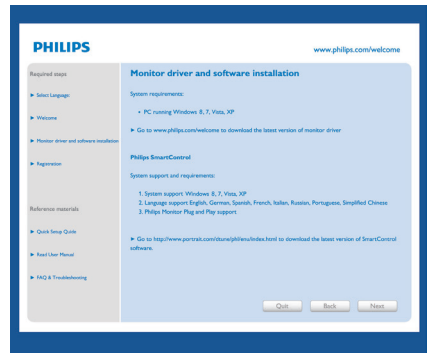 PHILIPS
www.philips.com/welcome
Required steps
► Select Language:
► Welcome
► Monitor driver and software installation
► Registration
Reference materials
► Quick Setup Guide
► Read User Manual
► FAQ & Troubleshooting
Monitor driver and software installation
System requirements:
• PC running Windows 8, 7, Vista, XP
► Go to www.philips.com/welcome to download the latest version of monitor driver
Philips SmartControl
System support and requirements:
1. System support Windows 8, 7, Vista, XP
2. Language support English, German, Spanish, French, Italian, Russian, Portuguese, Simplified Chinese
3. Philips Monitor Plug and Play support
► Go to http://www.portrait.com/dtune/phl/enu/index.html to download the latest version of SmartControl
software.
Quit
Back
Next